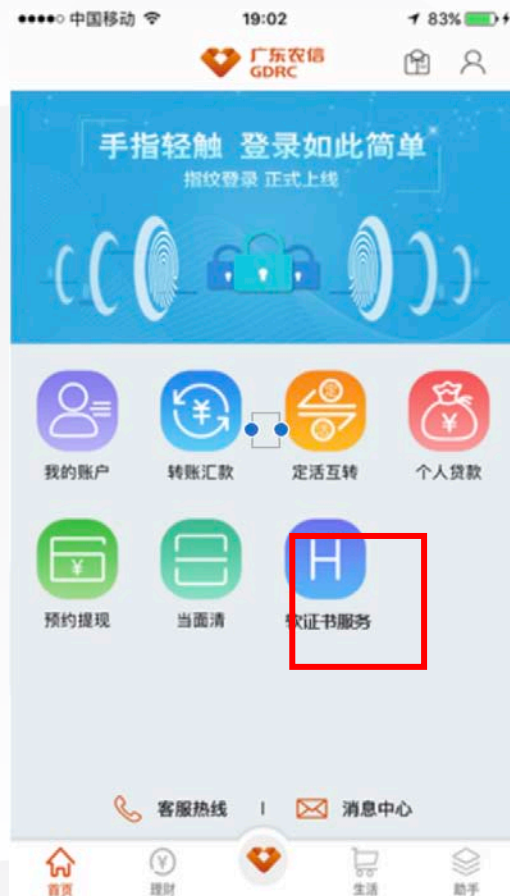 中国移动 19:02 83%
广东农信
GDRC
手指轻触 登录如此简单
指纹登录 正式上线
我的账户 转账汇款 定活互转 个人贷款
预约提现 当面清 软证书服务
客服热线 | 消息中心
首页 理财 生活 助手